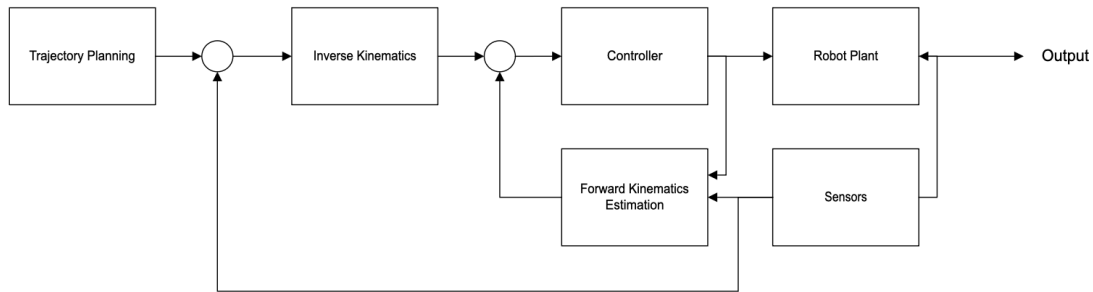 Trajectory Planning
Inverse Kinematics
Controller
Robot Plant
Output
Forward Kinematics
Estimation
Sensors